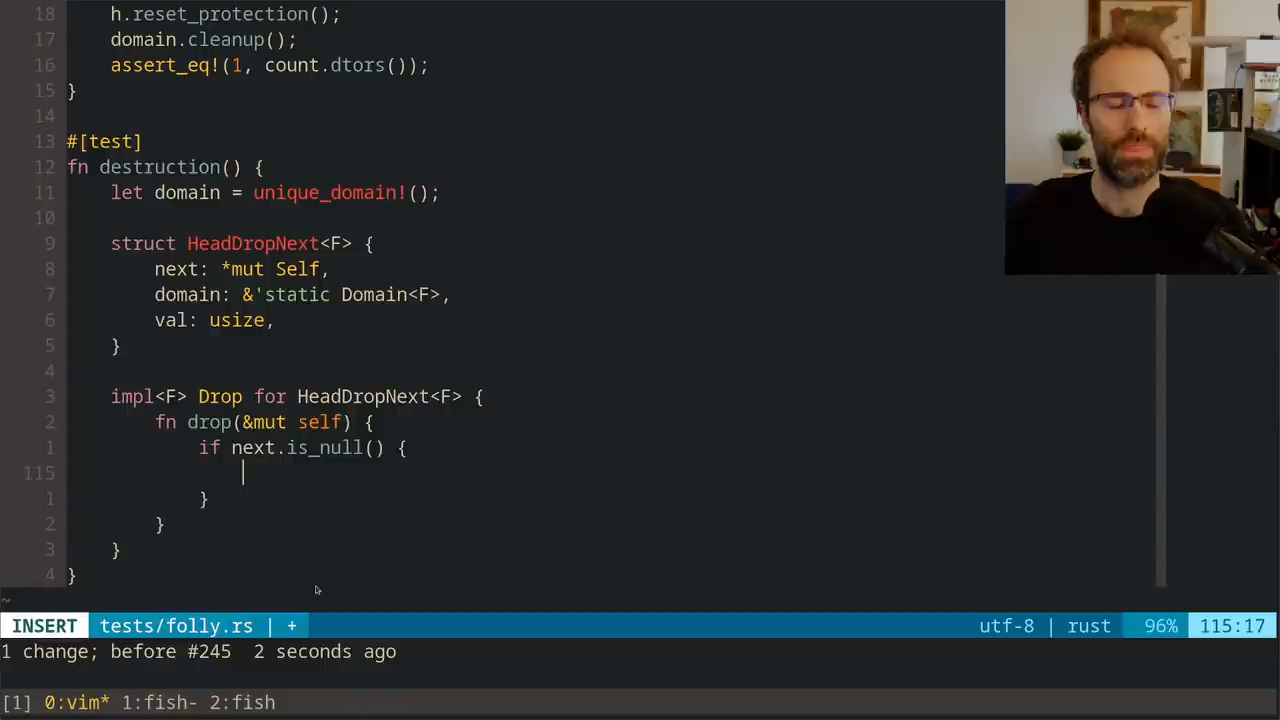 18     h.reset_protection();
17     domain.cleanup();
16     assert_eq!(1, count.dtors());
15 }
14
13 #[test]
12 fn destruction() {
11     let domain = unique_domain!();
10
9     struct HeadDropNext<F> {
8         next: *mut Self,
7         domain: &'static Domain<F>,
6         val: usize,
5     }
4
3     impl<F> Drop for HeadDropNext<F> {
2         fn drop(&mut self) {
1             if next.is_null() {
115
1             }
2         }
3     }
4 }
~
INSERT tests/folly.rs | + utf-8 | rust 96% 115:17
1 change; before #245  2 seconds ago
[1] 0:vim* 1:fish- 2:fish